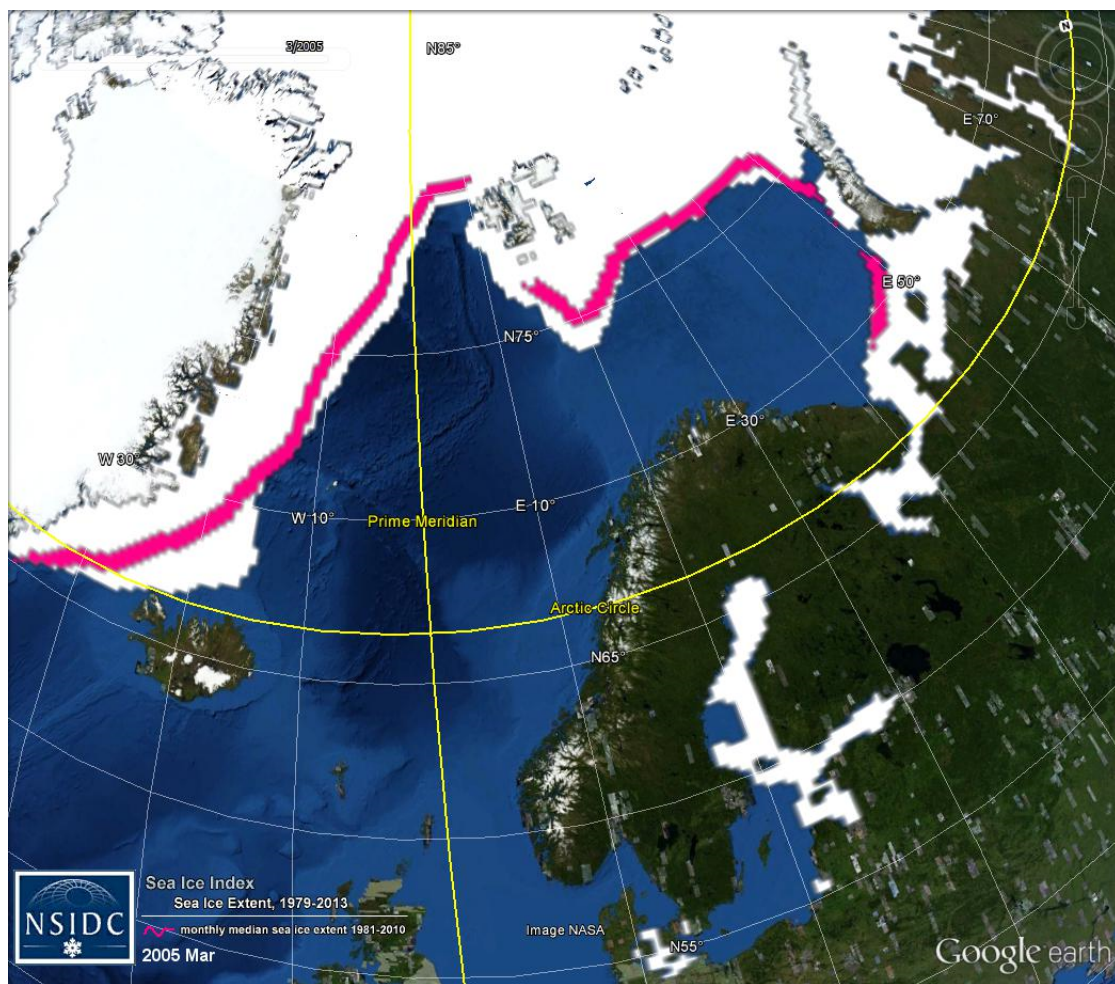 3/2005
N85°
N
E 70°
E 50°
N75°
E 30°
W 30°
W 10°
E 10°
Prime Meridian
Arctic Circle
N65°
Sea Ice Index
Sea Ice Extent, 1979-2013
NSIDC
monthly median sea ice extent 1981-2010
2005 Mar
Image NASA
N55°
Google earth